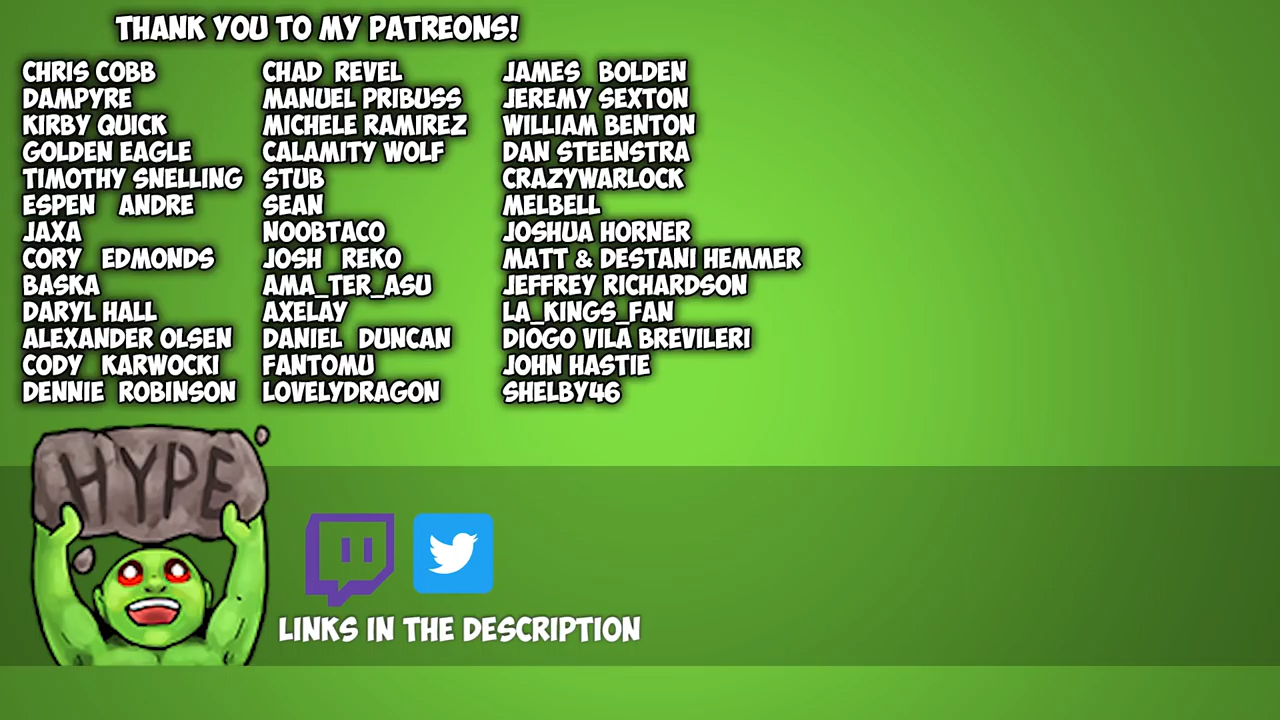 THANK YOU TO MY PATREONS!
CHRIS COBB
DAMPYRE
KIRBY QUICK
GOLDEN EAGLE
TIMOTHY SNELLING
ESPEN ANDRE
JAXA
CORY EDMONDS
BASKA
DARYL HALL
ALEXANDER OLSEN
CODY KARWOCKI
DENNIE ROBINSON
CHAD REVEL
MANUEL PRIBUSS
MICHELE RAMIREZ
CALAMITY WOLF
STUB
SEAN
NOOBTACO
JOSH REKO
AMA_TER_ASU
AXELAY
DANIEL DUNCAN
FANTOMU
LOVELYDRAGON
JAMES BOLDEN
JEREMY SEXTON
WILLIAM BENTON
DAN STEENSTRA
CRAZYWARLOCK
MELBELL
JOSHUA HORNER
MATT & DESTANI HEMMER
JEFFREY RICHARDSON
LA_KINGS_FAN
DIOGO VILA BREVILERI
JOHN HASTIE
SHELBY46
HYPE
LINKS IN THE DESCRIPTION